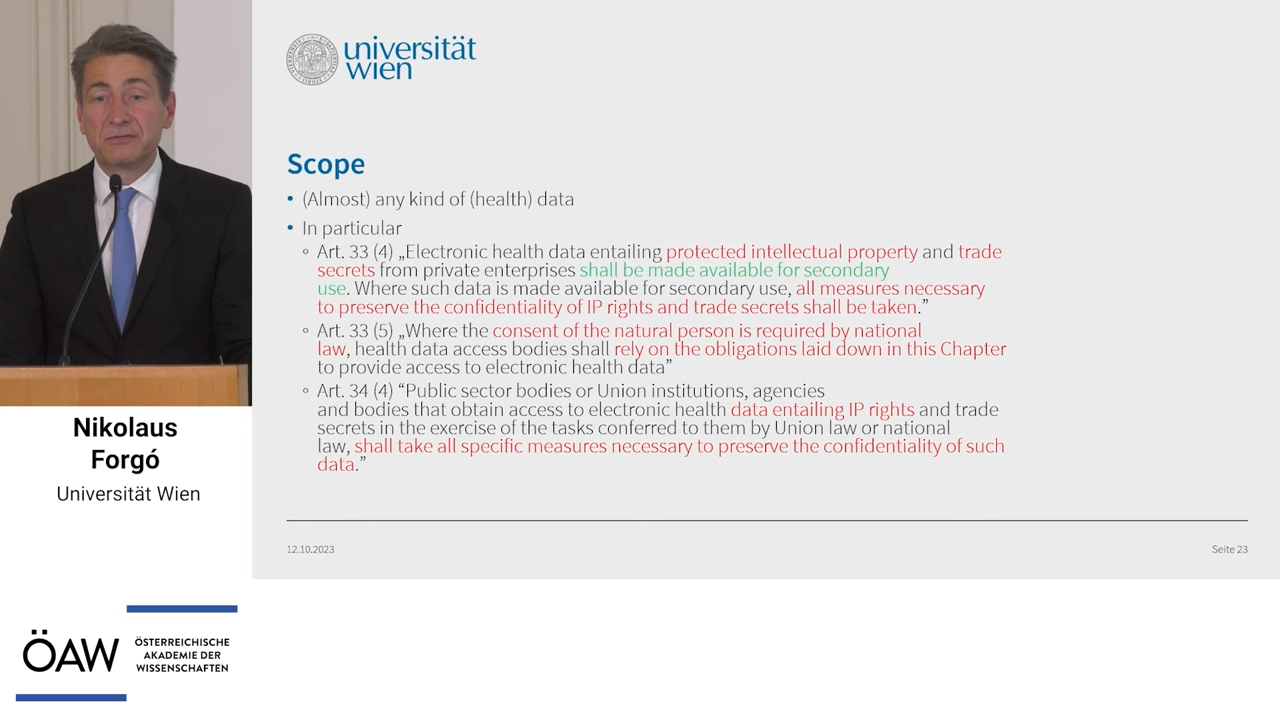 universität
wien
Scope
• (Almost) any kind of (health) data
• In particular
◦ Art. 33 (4) „Electronic health data entailing protected intellectual property and trade
secrets from private enterprises shall be made available for secondary
use. Where such data is made available for secondary use, all measures necessary
to preserve the confidentiality of IP rights and trade secrets shall be taken.”
◦ Art. 33 (5) „Where the consent of the natural person is required by national
law, health data access bodies shall rely on the obligations laid down in this Chapter
to provide access to electronic health data”
◦ Art. 34 (4) “Public sector bodies or Union institutions, agencies
and bodies that obtain access to electronic health data entailing IP rights and trade
secrets in the exercise of the tasks conferred to them by Union law or national
law, shall take all specific measures necessary to preserve the confidentiality of such
data.”
12.10.2023
Seite 23
Nikolaus
Forgó
Universität Wien
ÖAW
ÖSTERREICHISCHE
AKADEMIE DER
WISSENSCHAFTEN